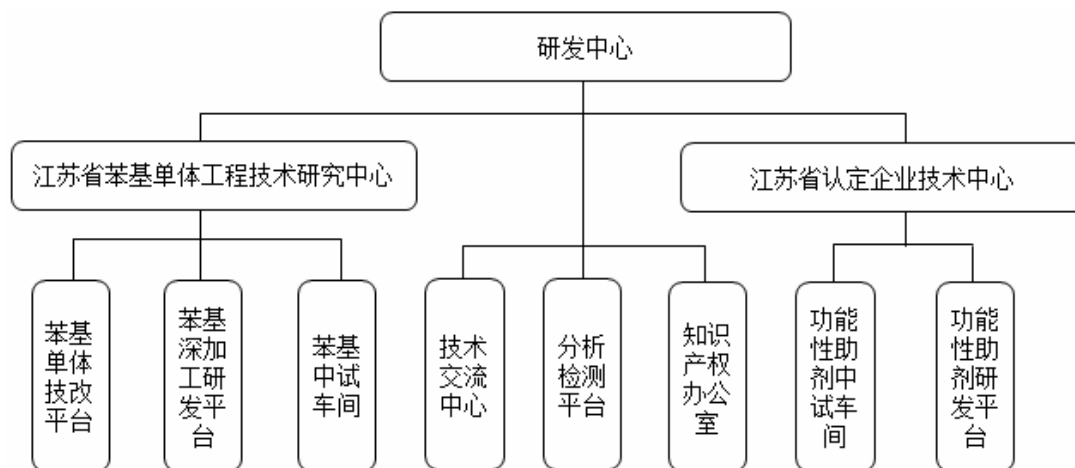 研发中心
江苏省苯基单体工程技术研究中心
江苏省认定企业技术中心
苯基
单体
技改
平台
苯基
深加
工研
发平
台
苯基
中试
车间
技术
交流
中心
分析
检测
平台
知识
产权
办公
室
功能
性助
剂中
试车
间
功能
性助
剂研
发平
台